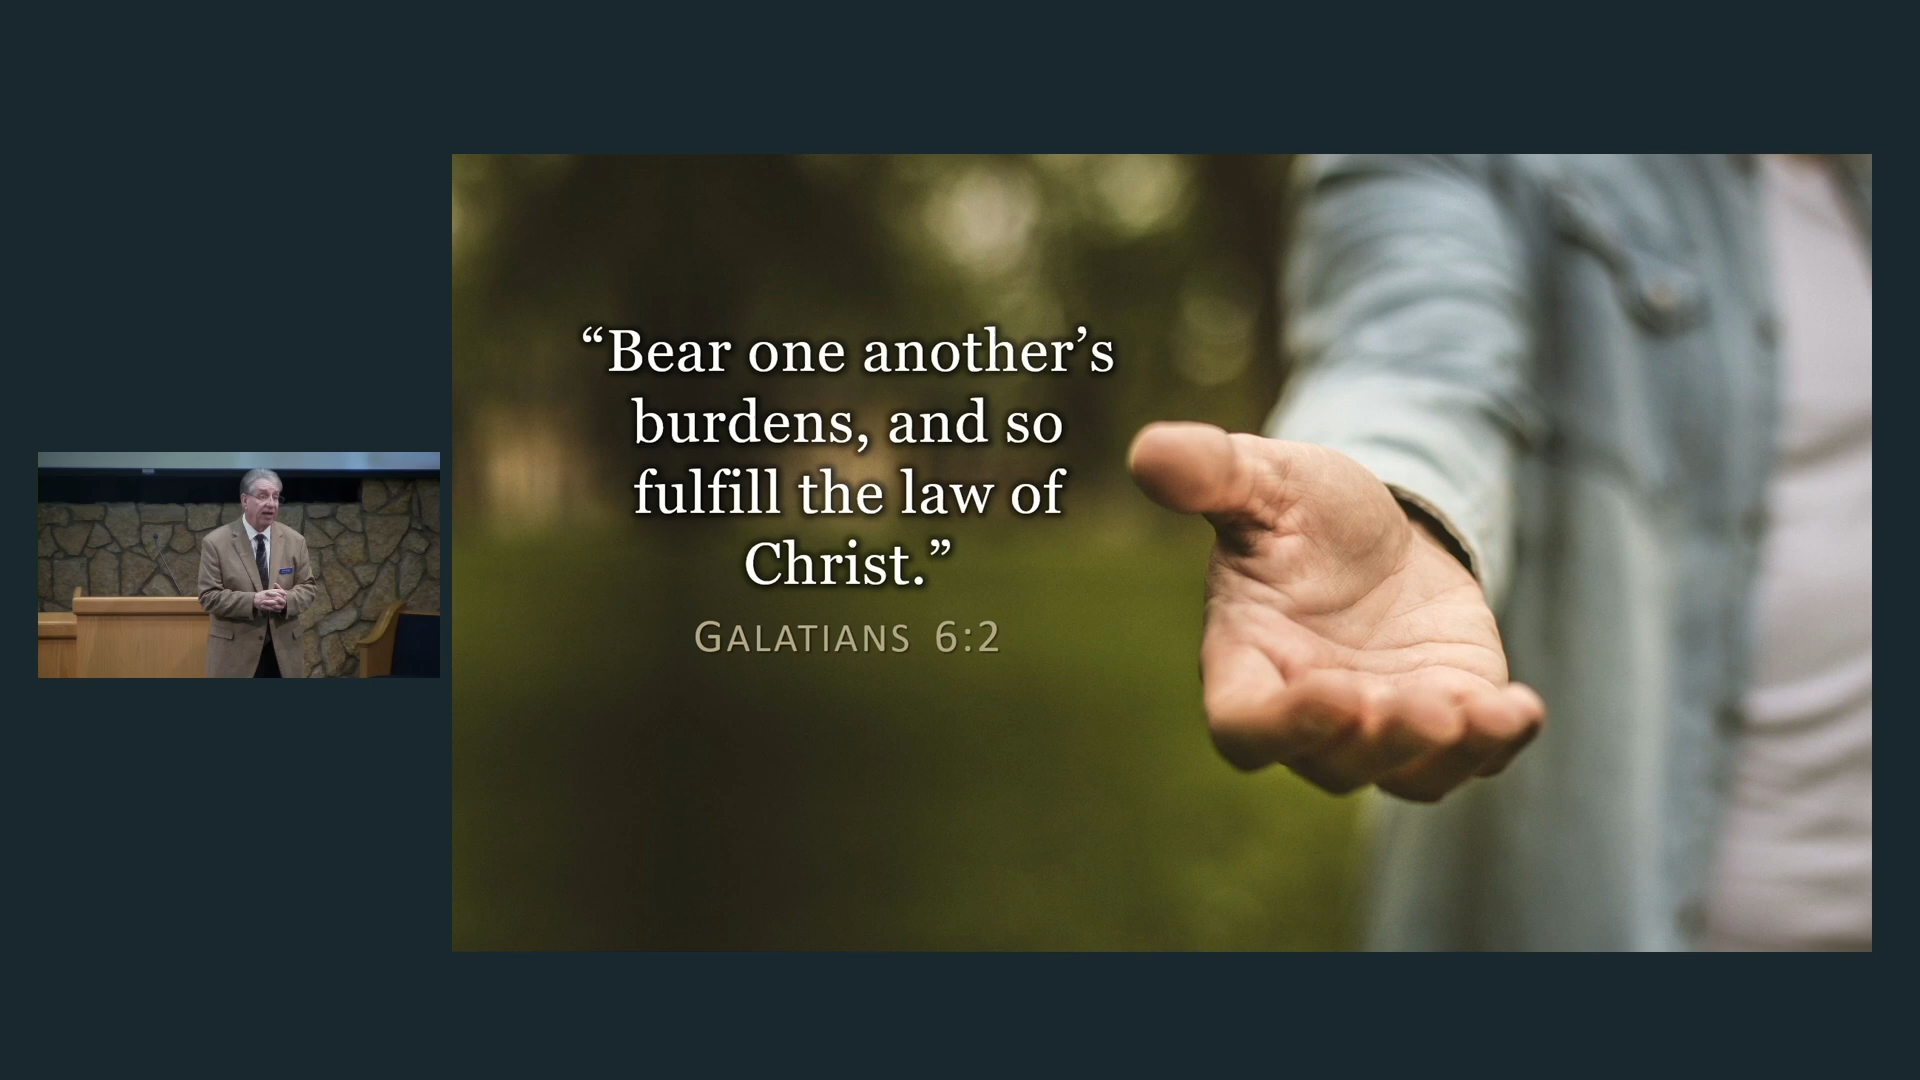 “Bear one another’s
burdens, and so
fulfill the law of
Christ.”
GALATIANS 6:2